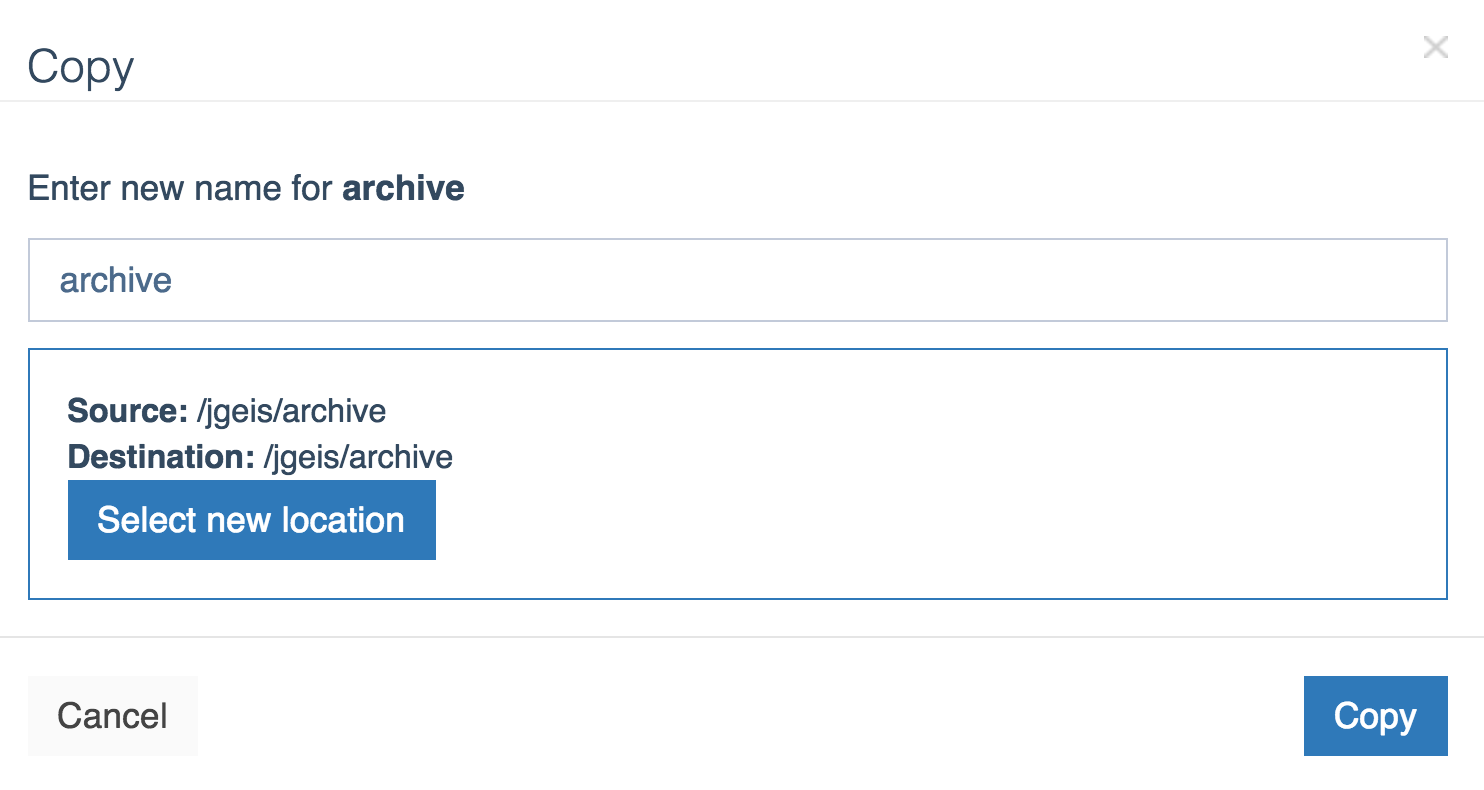 Copy
Enter new name for archive
archive
Source: /jgeis/archive
Destination: /jgeis/archive
Select new location
Cancel
Copy